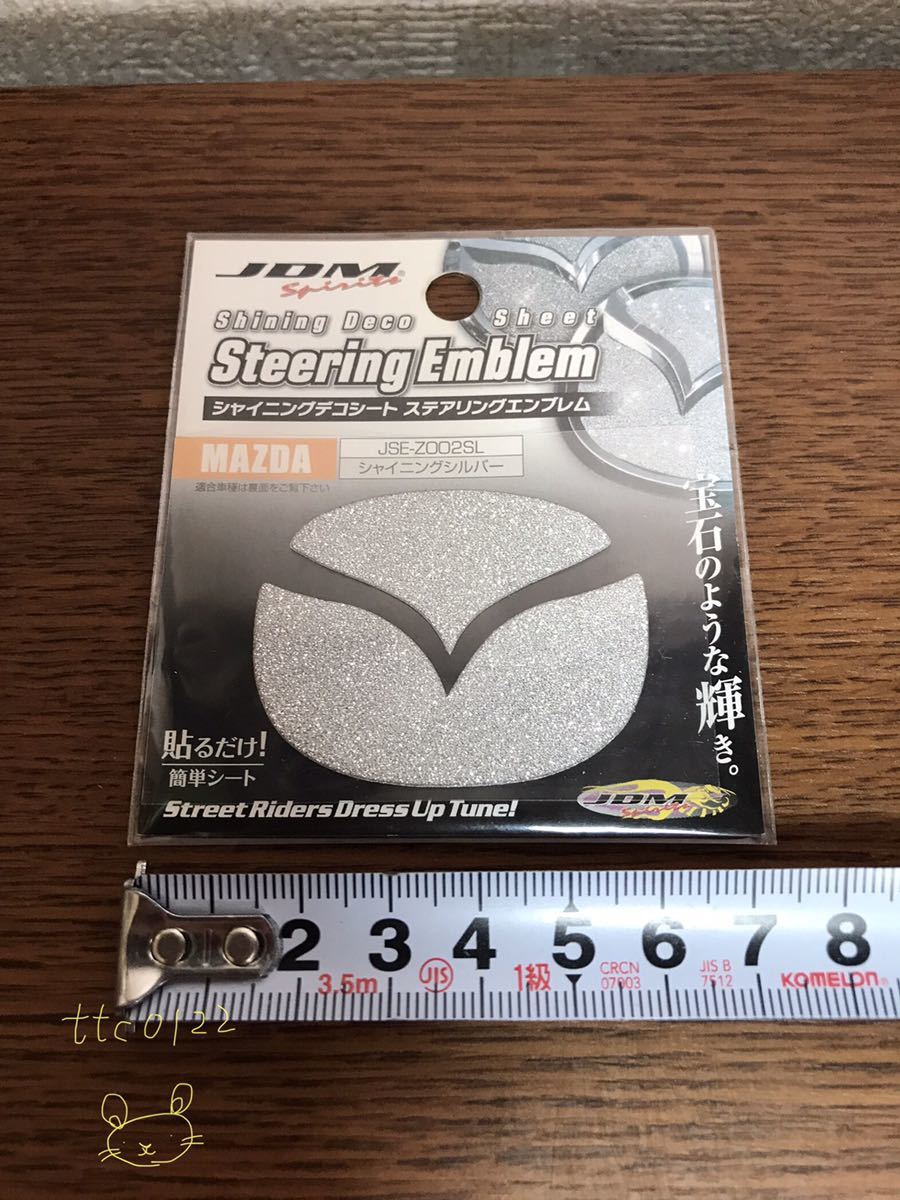 JDM
Spirits
Shining Deco Sheet
Steering Emblem
シャイニングデコシート ステアリングエンブレム
MAZDA
JSE-Z002SL
シャイニングシルバー
適合車種は裏面をご覧下さい
宝石のような輝き。
貼るだけ!
簡単シート
Street Riders Dress Up Tune!
JDM
Spirits
2 3 4 5 6 7 8
3.5m JIS 1級 CRCN 07003 JIS B 7512 KOMELON®
ttc0122